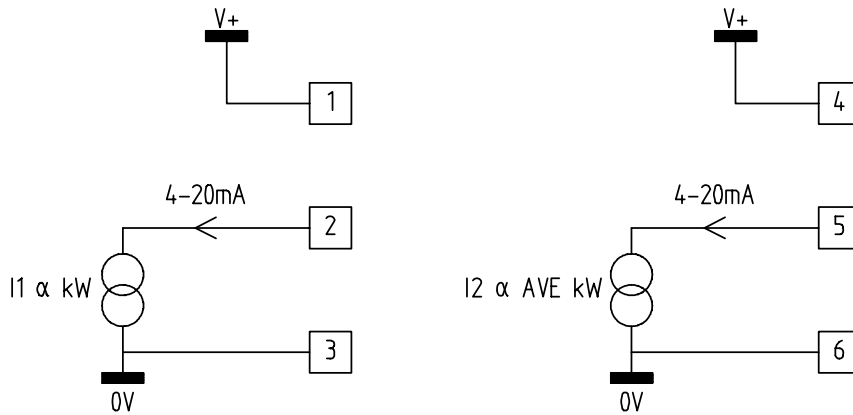 V+
1
4-20mA
2
I1 α kW
3
0V
V+
4
4-20mA
5
I2 α AVE kW
6
0V